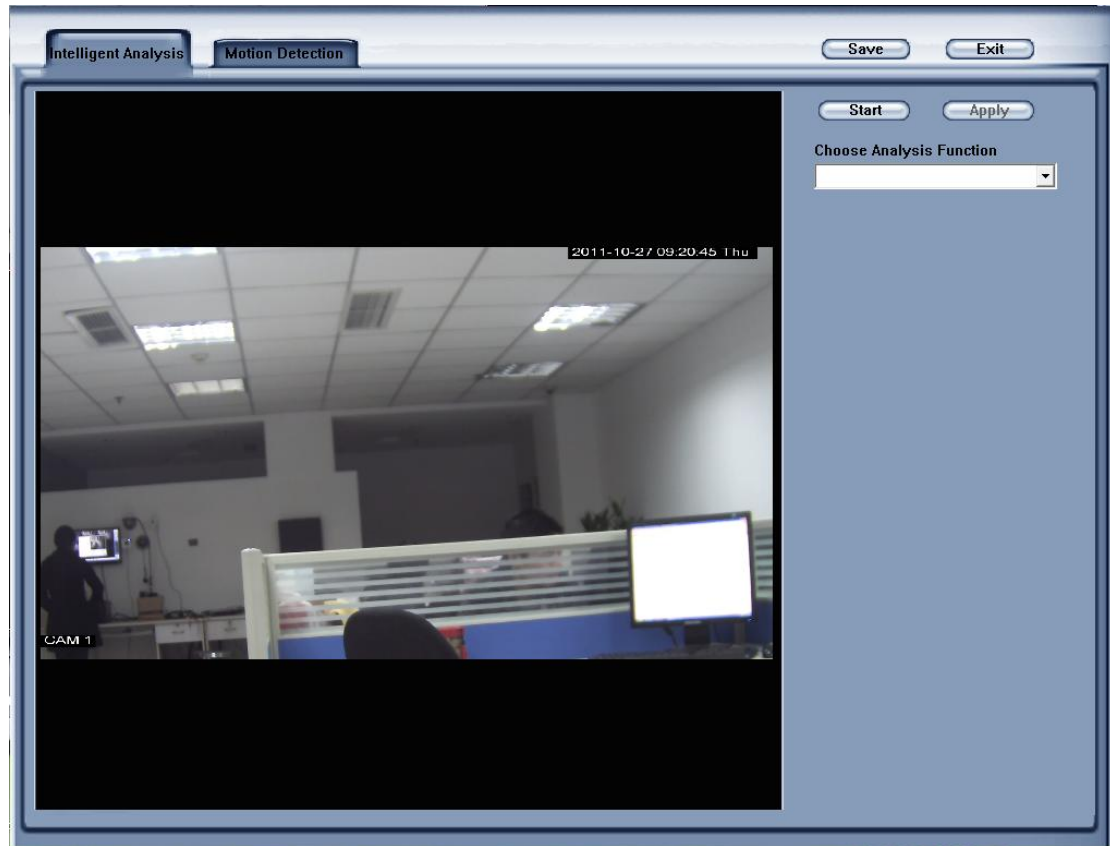 Intelligent Analysis
Motion Detection
Save
Exit
Start
Apply
Choose Analysis Function
2011-10-27 09:20:45 Thu
CAM 1